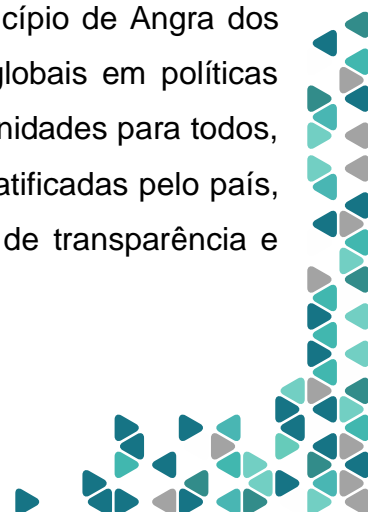 cípio de Angra dos
globais em políticas
nidades para todos,
atificadas pelo país,
de transparência e